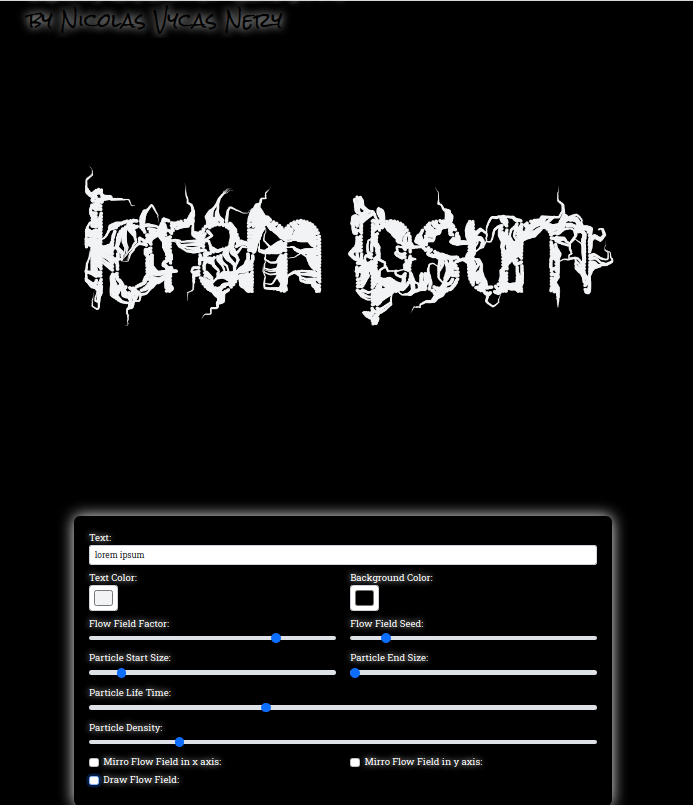 by Nicolas Vycas Nery
lorem ipsum
Text:
lorem ipsum
Text Color:
Background Color:
Flow Field Factor:
Flow Field Seed:
Particle Start Size:
Particle End Size:
Particle Life Time:
Particle Density:
Mirro Flow Field in x axis:
Mirro Flow Field in y axis:
Draw Flow Field: